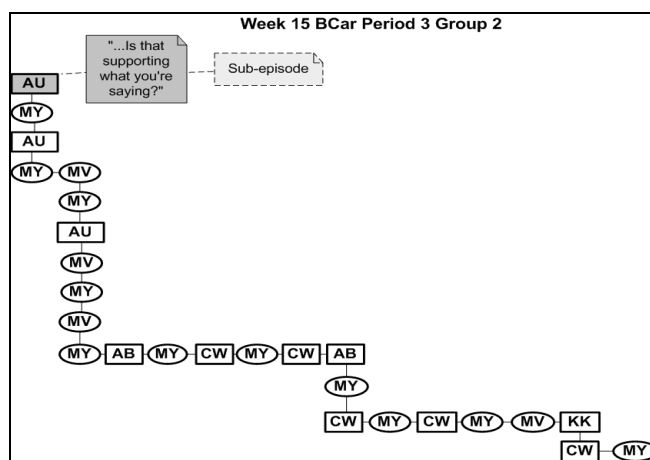 Week 15 BCar Period 3 Group 2
"...Is that
supporting
what you're
saying?"
Sub-episode
AU
MY
AU
MY MV
MY
AU
MV
MY
MV
MY AB MY CW MY CW AB
MY
CW MY CW MY MV KK
CW MY